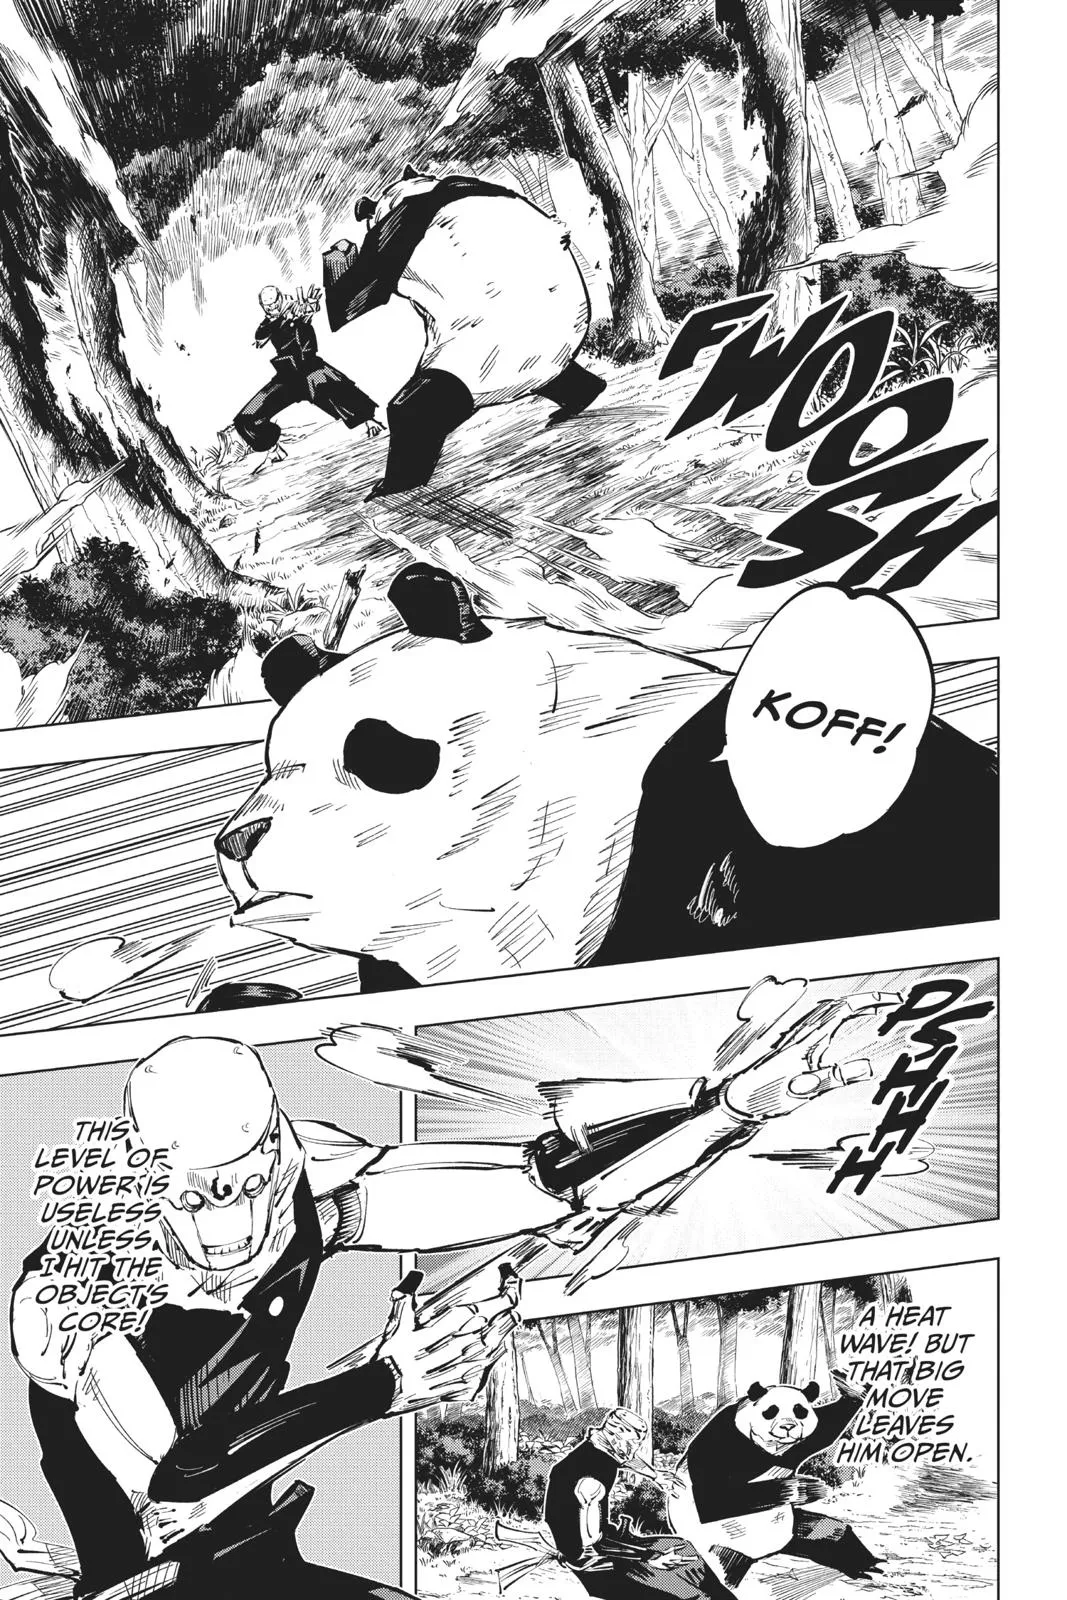 FWOOSH
KOFF!
PSHHHH
A HEAT
WAVE! BUT
THAT BIG
MOVE
LEAVES
HIM OPEN.
THIS
LEVEL OF
POWER IS
USELESS
UNLESS
I HIT THE
OBJECT'S
CORE!